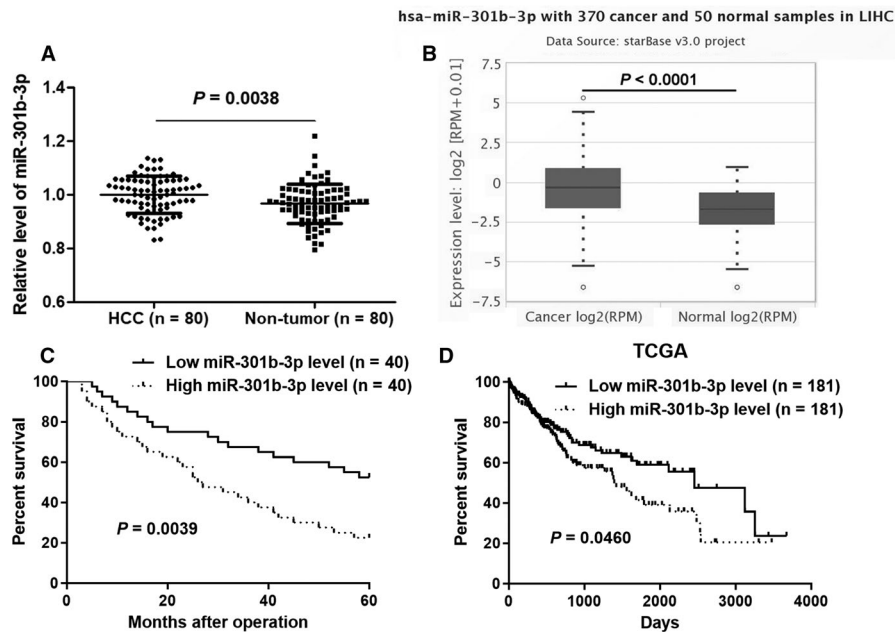 hsa-miR-301b-3p with 370 cancer and 50 normal samples in LIHC
Data Source: starBase v3.0 project
A
Relative level of miR-301b-3p
1.4
1.2
1.0
0.8
0.6
P = 0.0038
HCC (n = 80)
Non-tumor (n = 80)
B
Expression level: log2 [RPM+0.01]
7.5
5
2.5
0
-2.5
-5
-7.5
P < 0.0001
Cancer log2(RPM)
Normal log2(RPM)
C
Low miR-301b-3p level (n = 40)
High miR-301b-3p level (n = 40)
Percent survival
100
80
60
40
20
0
P = 0.0039
0 20 40 60
Months after operation
D
TCGA
Low miR-301b-3p level (n = 181)
High miR-301b-3p level (n = 181)
Percent survival
100
80
60
40
20
0
P = 0.0460
0 1000 2000 3000 4000
Days